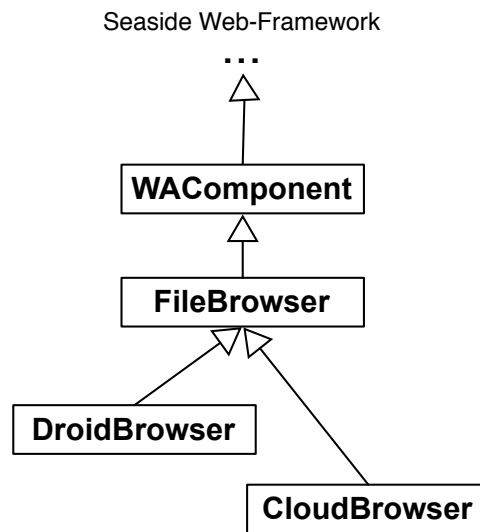 Seaside Web-Framework
...
WAComponent
FileBrowser
DroidBrowser
CloudBrowser